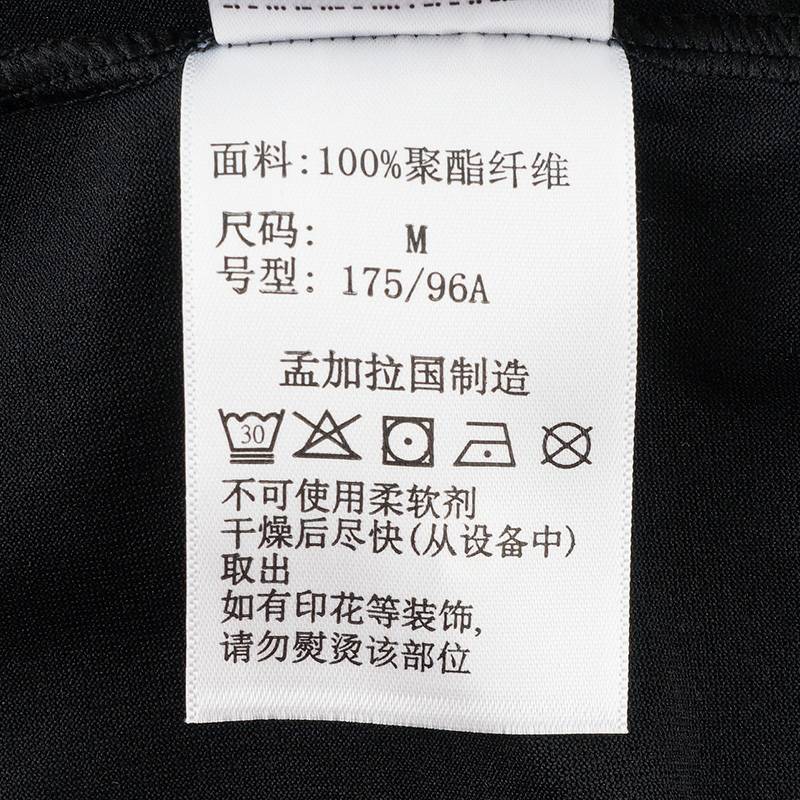 面料:100%聚酯纤维
尺码: M
号型: 175/96A
孟加拉国制造
30
不可使用柔软剂
干燥后尽快(从设备中)
取出
如有印花等装饰,
请勿熨烫该部位